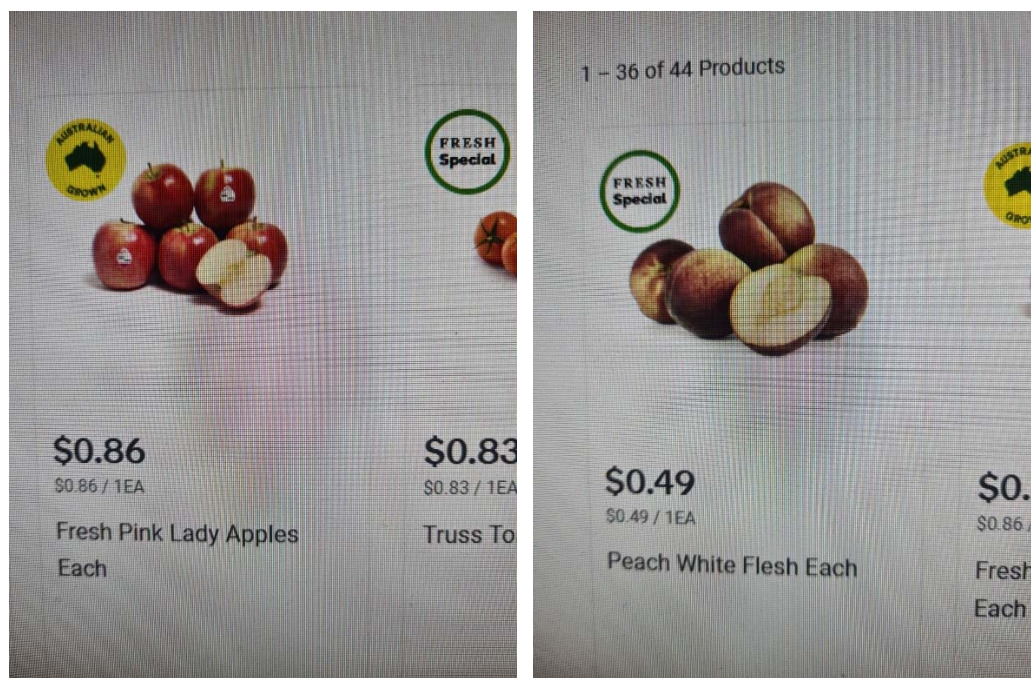 AUSTRALIAN
GROWN
FRESH
Special
$0.86
$0.86 / 1EA
Fresh Pink Lady Apples
Each
$0.83
$0.83 / 1EA
Truss To
1 – 36 of 44 Products
FRESH
Special
$0.49
$0.49 / 1EA
Peach White Flesh Each
AUSTRA
GRO
$0.
$0.86 /
Fresh
Each